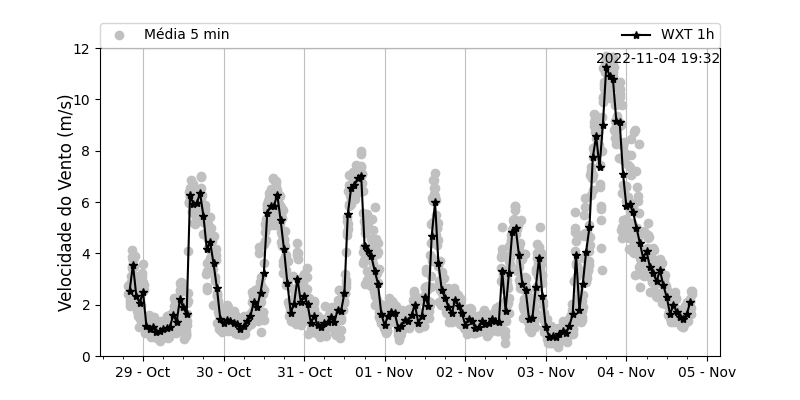 Média 5 min
WXT 1h
2022-11-04 19:32
Velocidade do Vento (m/s)
12
10
8
6
4
2
0
29 - Oct
30 - Oct
31 - Oct
01 - Nov
02 - Nov
03 - Nov
04 - Nov
05 - Nov